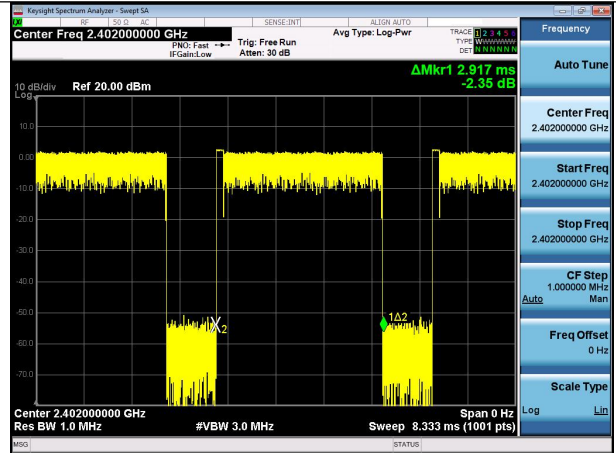 Keysight Spectrum Analyzer - Swept SA
LXI RF 50 Ω AC SENSE:INT ALIGN AUTO
Center Freq 2.402000000 GHz
PNO: Fast
IFGain:Low
Trig: Free Run
Atten: 30 dB
Avg Type: Log-Pwr
TRACE 1 2 3 4 5 6
TYPE W
DET N N N N N N
ΔMkr1 2.917 ms
-2.35 dB
10 dB/div Ref 20.00 dBm
Log
10.0
0.00
-10.0
-20.0
-30.0
-40.0
-50.0
-60.0
-70.0
X2
1Δ2
Center 2.402000000 GHz
Span 0 Hz
Res BW 1.0 MHz
#VBW 3.0 MHz
Sweep 8.333 ms (1001 pts)
MSG
STATUS
Frequency
Auto Tune
Center Freq
2.402000000 GHz
Start Freq
2.402000000 GHz
Stop Freq
2.402000000 GHz
CF Step
1.000000 MHz
Auto Man
Freq Offset
0 Hz
Scale Type
Log Lin